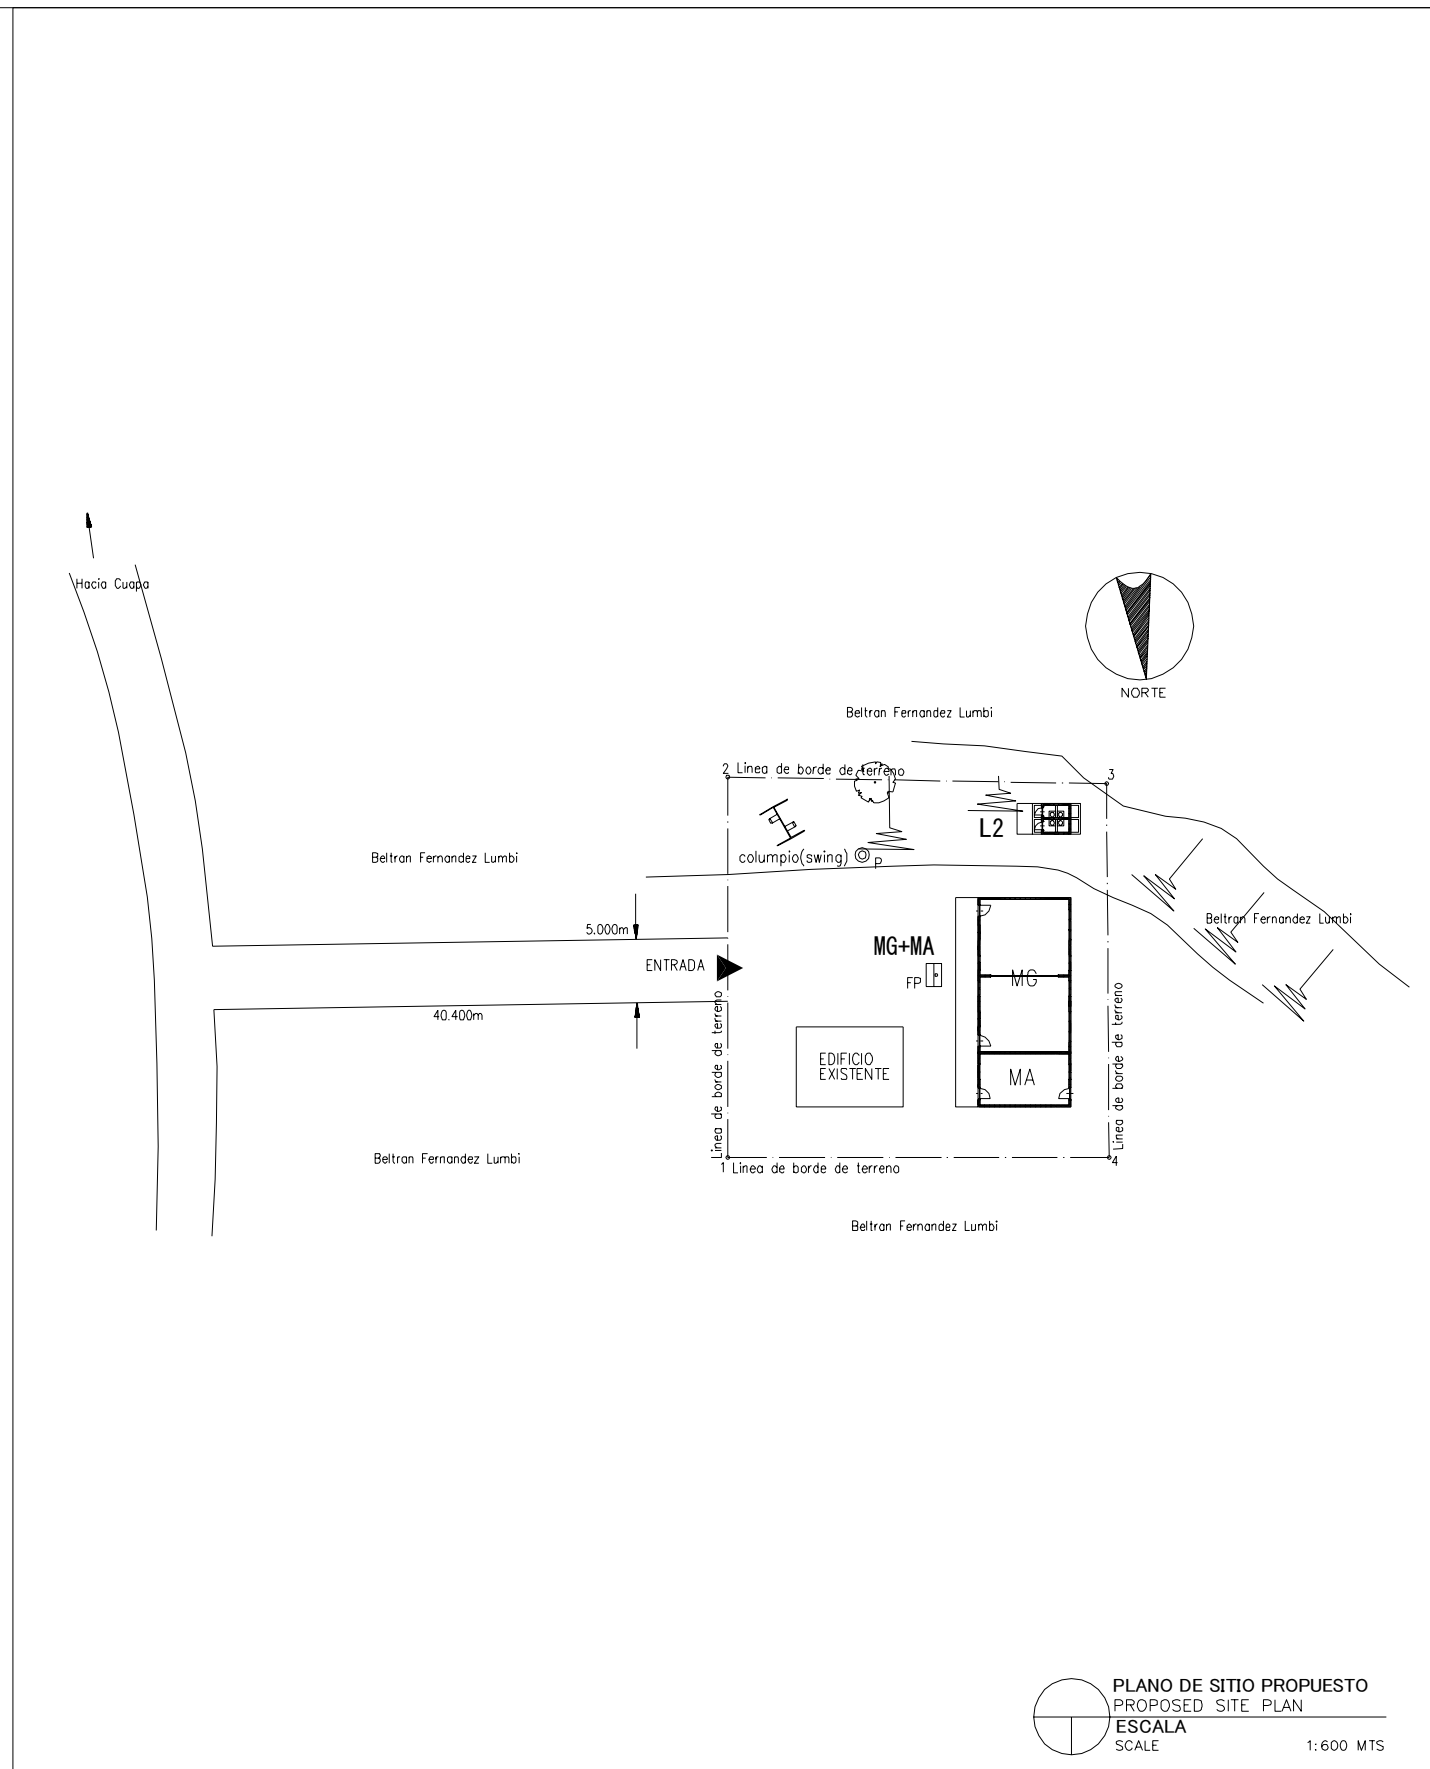 Hacia Cuapa
NORTE
Beltran Fernandez Lumbi
2 Linea de borde de terreno
3
L2
columpio(swing)
P
Beltran Fernandez Lumbi
Beltran Fernandez Lumbi
5.000m
MG+MA
ENTRADA
FP
MG
40.400m
EDIFICIO
EXISTENTE
MA
Linea de borde de terreno
Linea de borde de terreno
1 Linea de borde de terreno
4
Beltran Fernandez Lumbi
Beltran Fernandez Lumbi
PLANO DE SITIO PROPUESTO
PROPOSED SITE PLAN
ESCALA
SCALE 1:600 MTS